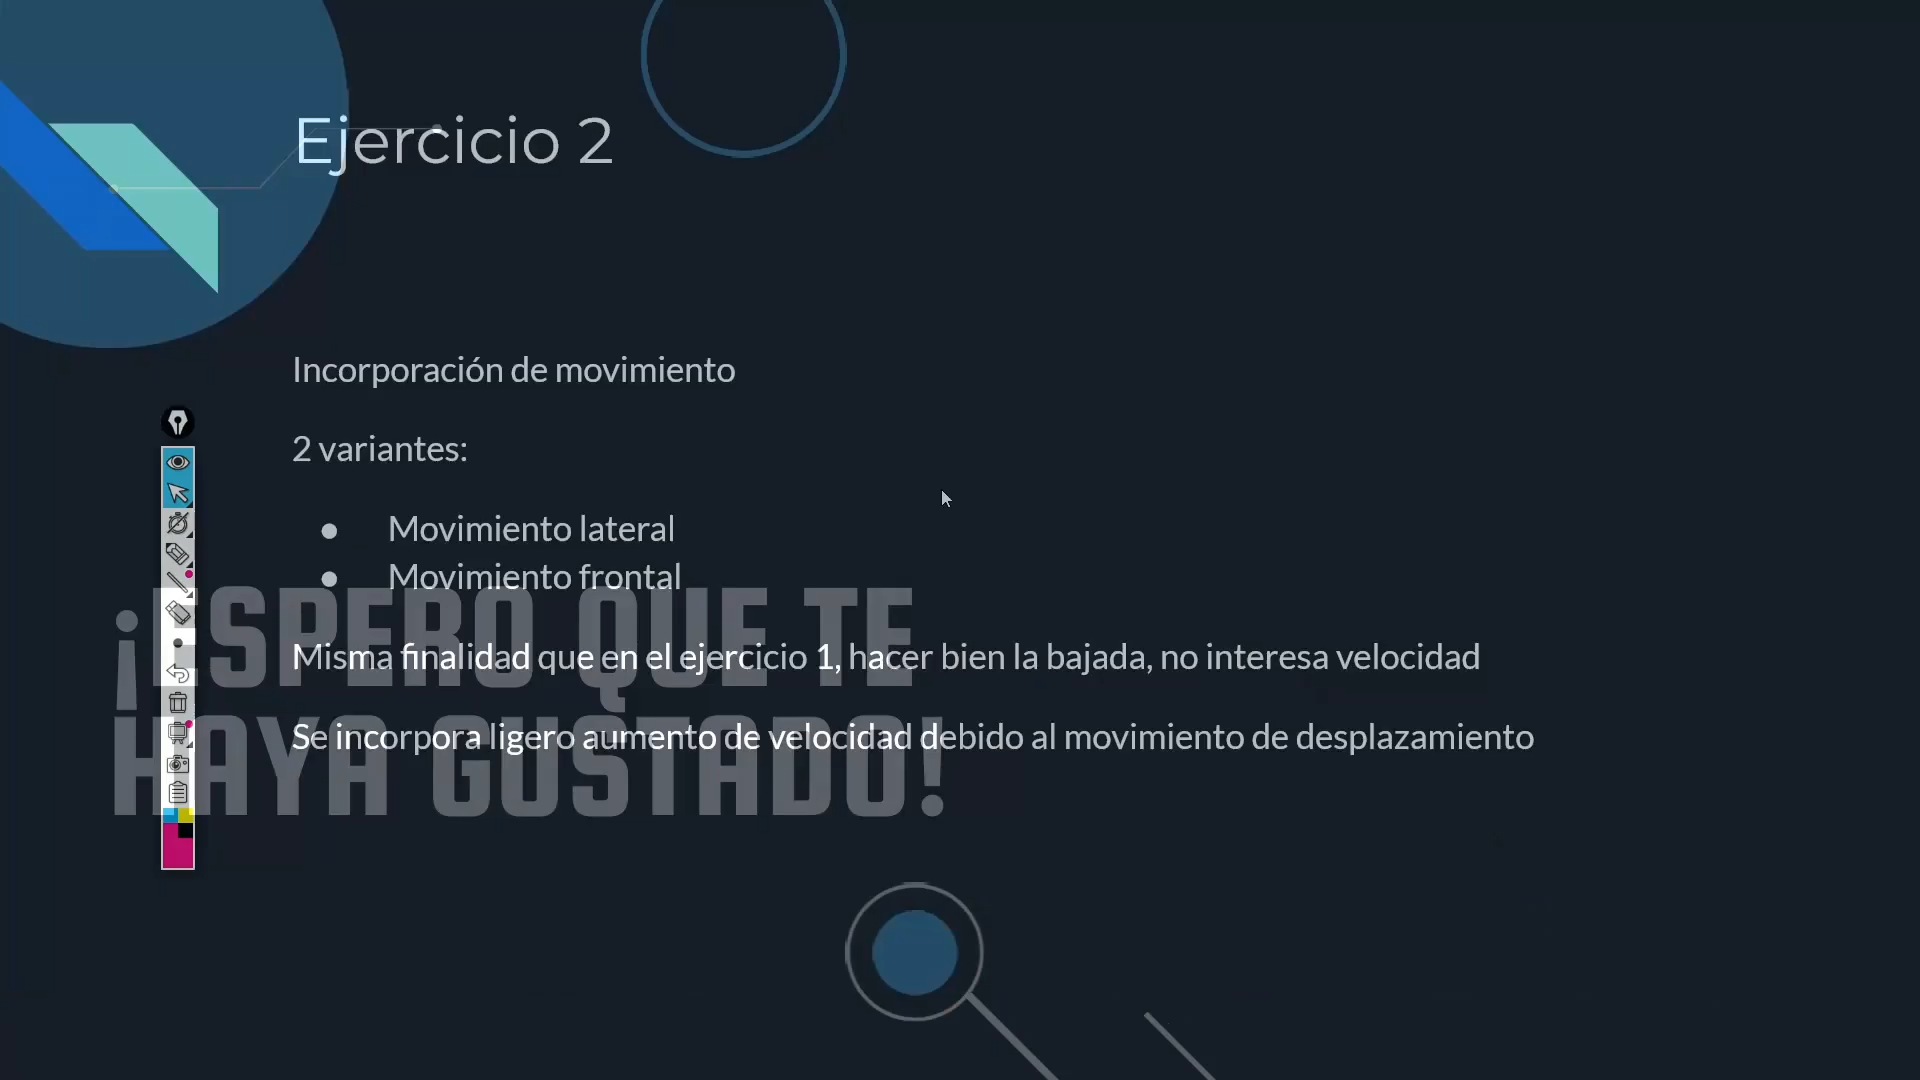 Ejercicio 2
Incorporación de movimiento
2 variantes:
● Movimiento lateral
● Movimiento frontal
¡ESPERO QUE TE
Misma finalidad que en el ejercicio 1, hacer bien la bajada, no interesa velocidad
HAYA GUSTADO!
Se incorpora ligero aumento de velocidad debido al movimiento de desplazamiento